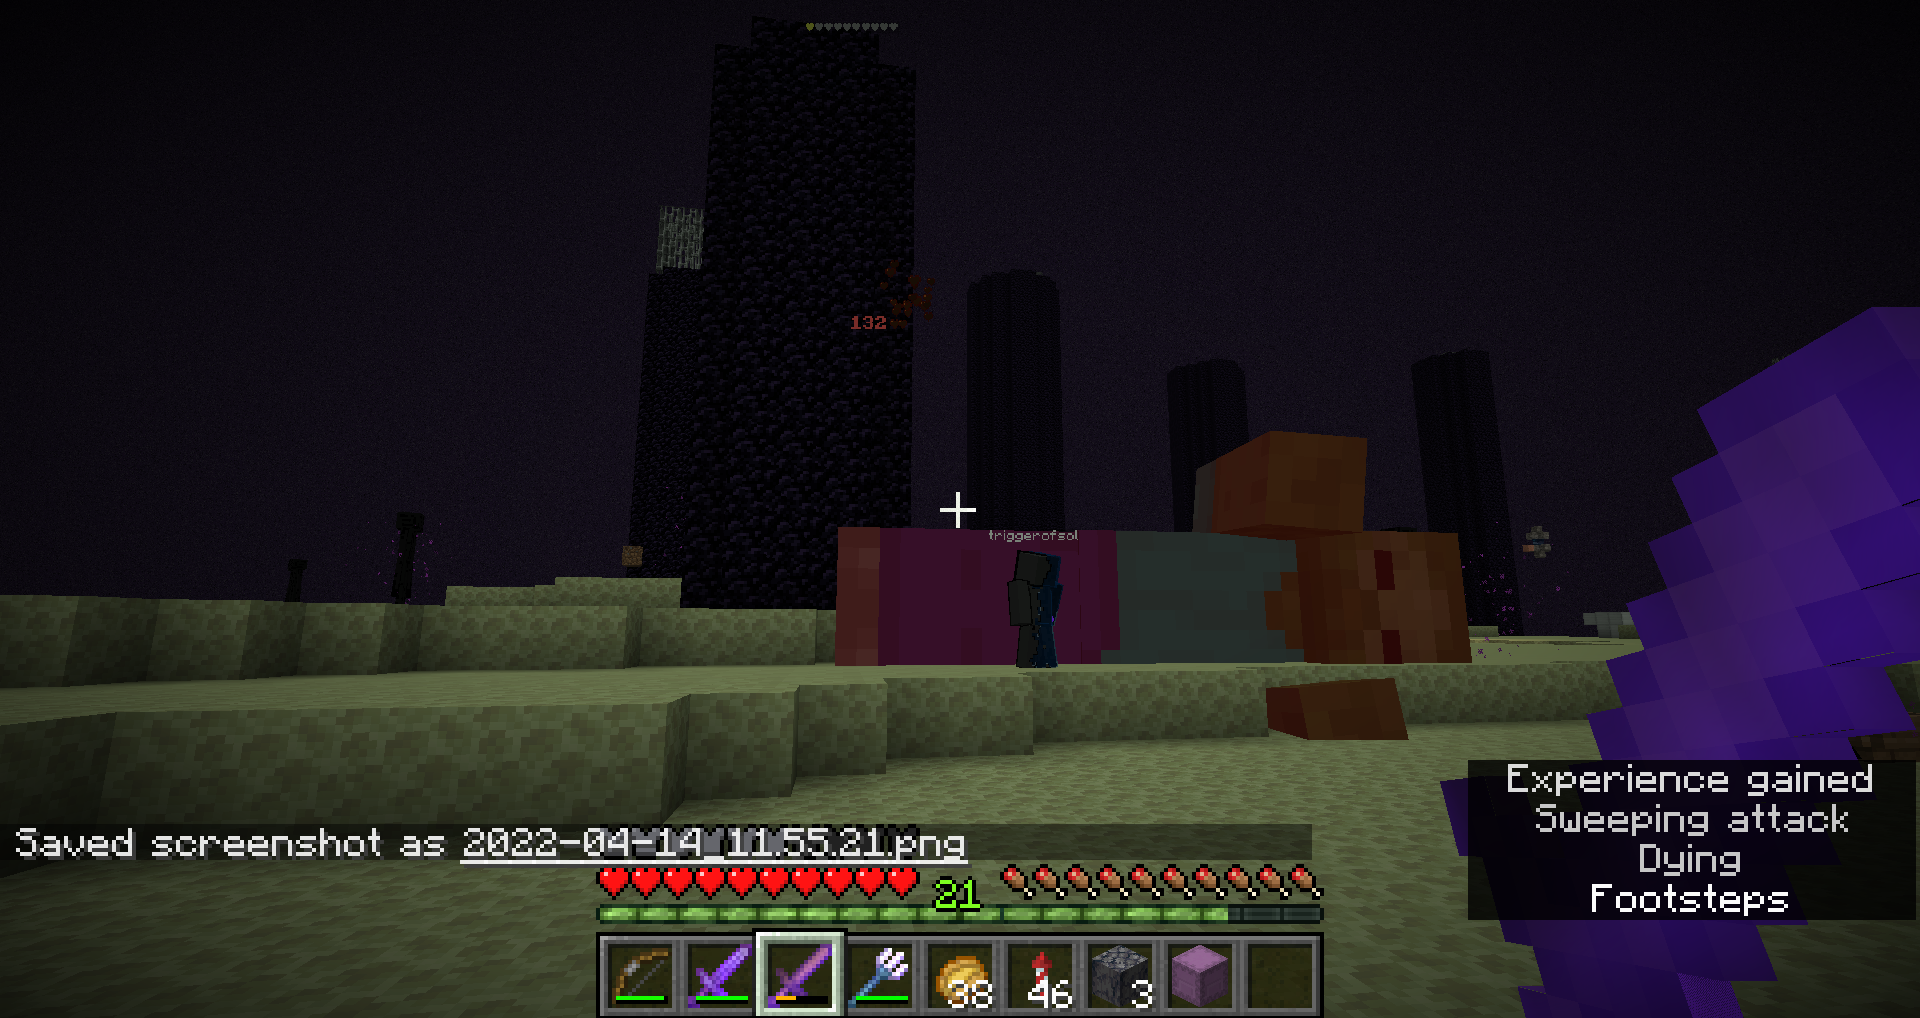 132
triggerofsol
Experience gained
Sweeping attack
Dying
Footsteps
Saved screenshot as 2022-04-14_11.55.21.png
21
38
46
3